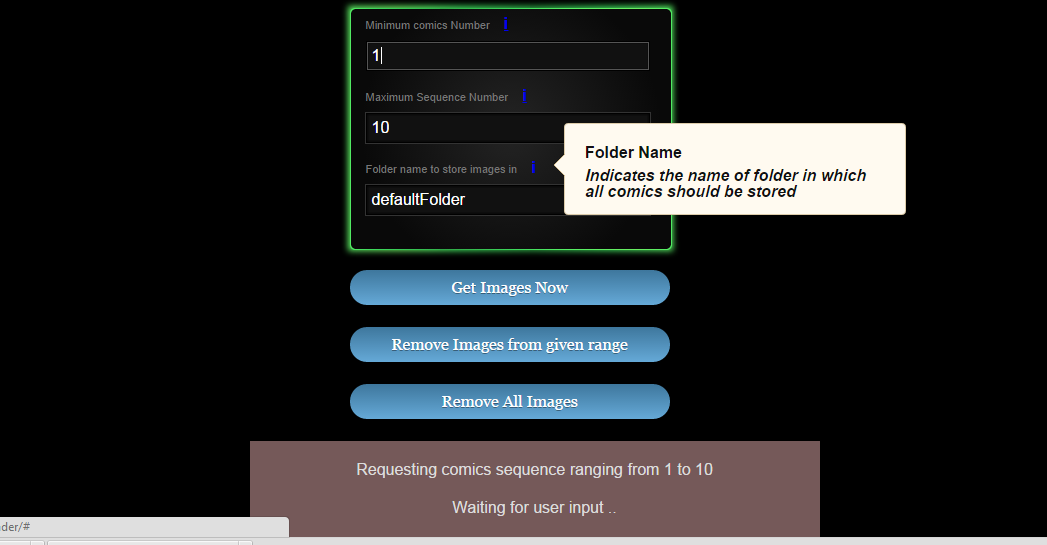 Minimum comics Number i
1
Maximum Sequence Number i
10
Folder name to store images in i
defaultFolder
Folder Name
Indicates the name of folder in which
all comics should be stored
Get Images Now
Remove Images from given range
Remove All Images
Requesting comics sequence ranging from 1 to 10
Waiting for user input ..
der/#